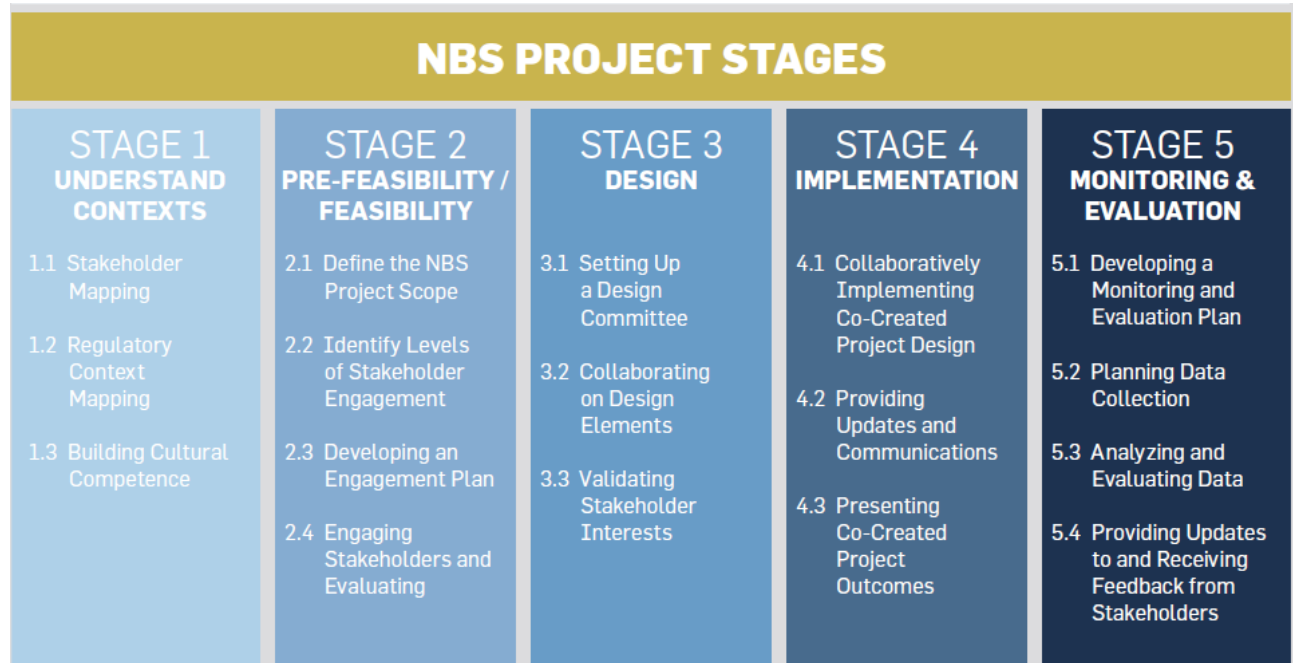 NBS PROJECT STAGES
STAGE 1
UNDERSTAND
CONTEXTS
1.1 Stakeholder
Mapping
1.2 Regulatory
Context
Mapping
1.3 Building Cultural
Competence
STAGE 2
PRE-FEASIBILITY /
FEASIBILITY
2.1 Define the NBS
Project Scope
2.2 Identify Levels
of Stakeholder
Engagement
2.3 Developing an
Engagement Plan
2.4 Engaging
Stakeholders and
Evaluating
STAGE 3
DESIGN
3.1 Setting Up
a Design
Committee
3.2 Collaborating
on Design
Elements
3.3 Validating
Stakeholder
Interests
STAGE 4
IMPLEMENTATION
4.1 Collaboratively
Implementing
Co-Created
Project Design
4.2 Providing
Updates and
Communications
4.3 Presenting
Co-Created
Project
Outcomes
STAGE 5
MONITORING &
EVALUATION
5.1 Developing a
Monitoring and
Evaluation Plan
5.2 Planning Data
Collection
5.3 Analyzing and
Evaluating Data
5.4 Providing Updates
to and Receiving
Feedback from
Stakeholders